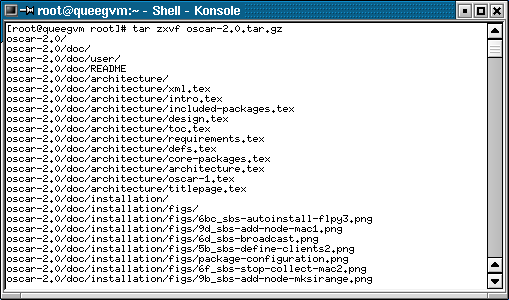 root@queegvm:~ - Shell - Konsole
[root@queegvm root]# tar zxvf oscar-2.0.tar.gz
oscar-2.0/
oscar-2.0/doc/
oscar-2.0/doc/user/
oscar-2.0/doc/README
oscar-2.0/doc/architecture/
oscar-2.0/doc/architecture/xml.tex
oscar-2.0/doc/architecture/intro.tex
oscar-2.0/doc/architecture/included-packages.tex
oscar-2.0/doc/architecture/design.tex
oscar-2.0/doc/architecture/toc.tex
oscar-2.0/doc/architecture/requirements.tex
oscar-2.0/doc/architecture/defs.tex
oscar-2.0/doc/architecture/core-packages.tex
oscar-2.0/doc/architecture/architecture.tex
oscar-2.0/doc/architecture/oscar-1.tex
oscar-2.0/doc/architecture/titlepage.tex
oscar-2.0/doc/installation/
oscar-2.0/doc/installation/figs/
oscar-2.0/doc/installation/figs/6bc_sbs-autoinstall-flpy3.png
oscar-2.0/doc/installation/figs/9d_sbs-add-node-mac1.png
oscar-2.0/doc/installation/figs/6d_sbs-broadcast.png
oscar-2.0/doc/installation/figs/5b_sbs-define-clients2.png
oscar-2.0/doc/installation/figs/package-configuration.png
oscar-2.0/doc/installation/figs/6f_sbs-stop-collect-mac2.png
oscar-2.0/doc/installation/figs/9b_sbs-add-node-mksirange.png